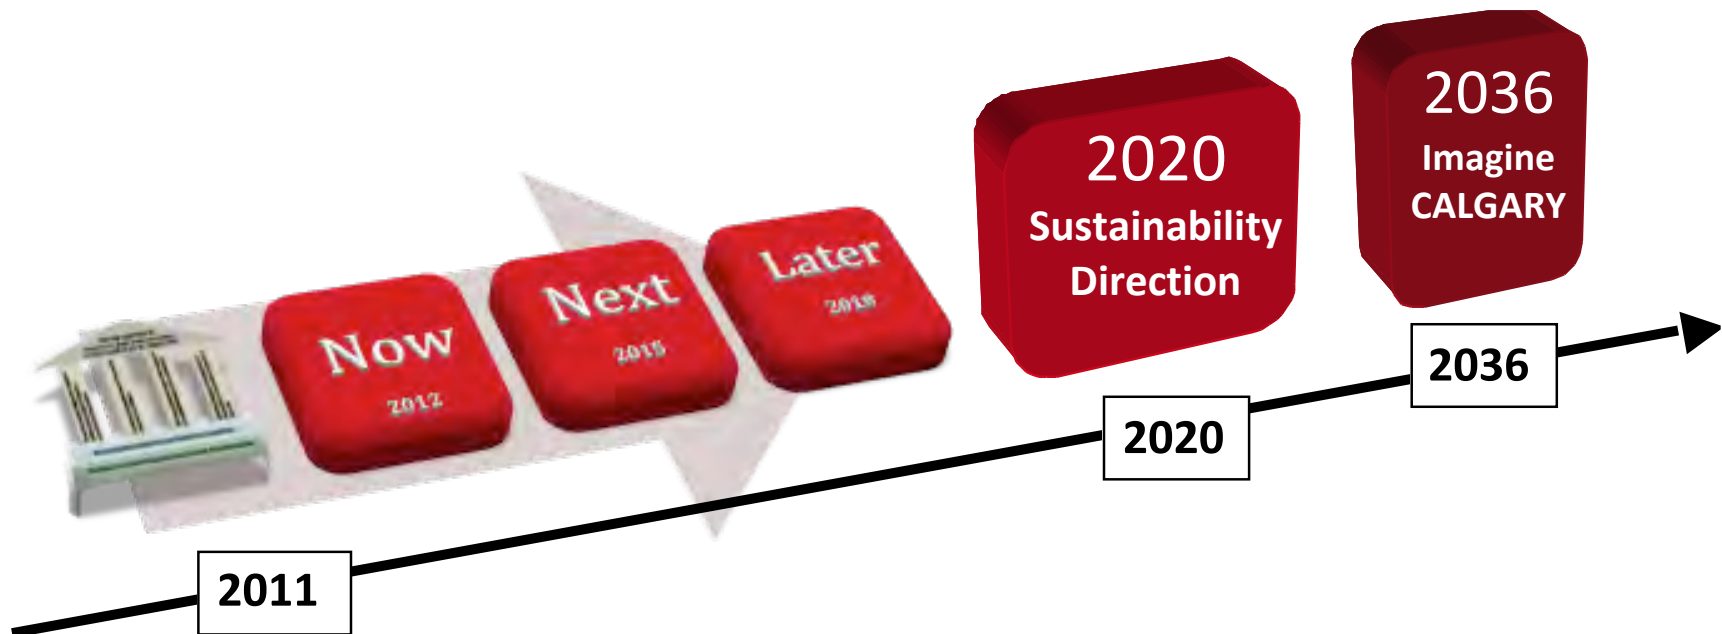 Now
2012
Next
2015
Later
2018
2020
Sustainability
Direction
2036
Imagine
CALGARY
2011
2020
2036